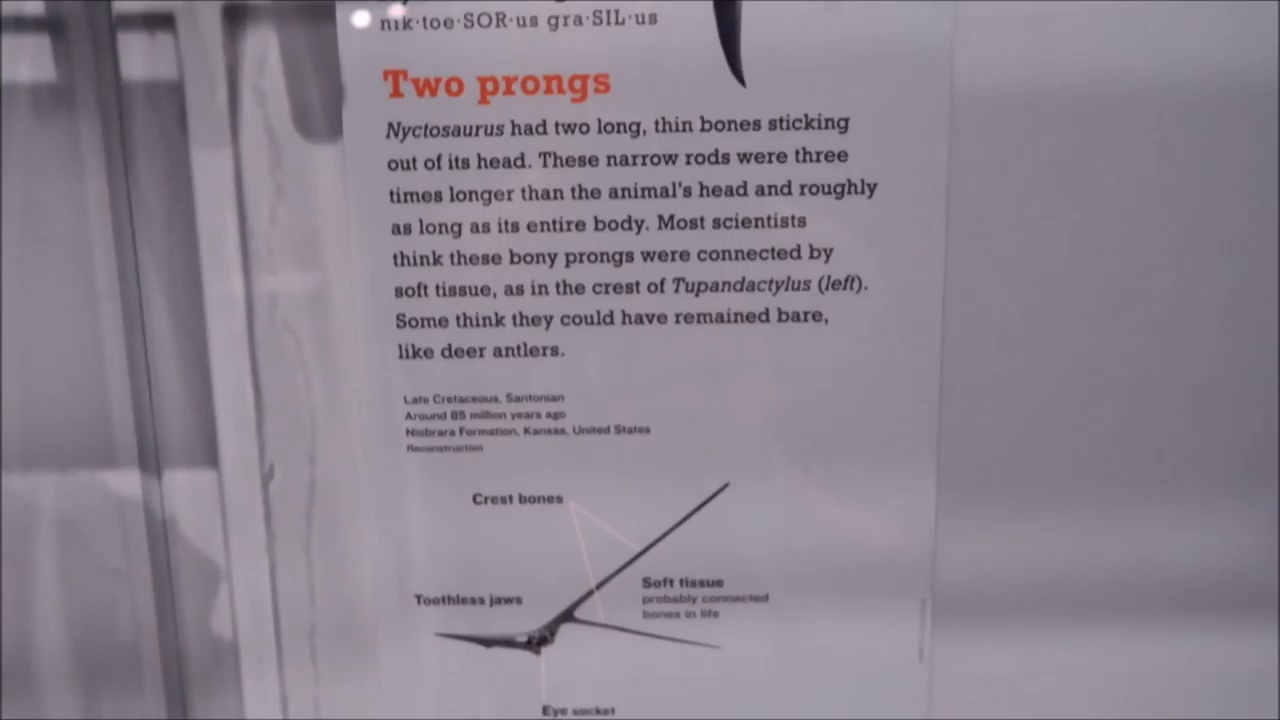 nik·toe·SOR·us gra·SIL·us
Two prongs
Nyctosaurus had two long, thin bones sticking
out of its head. These narrow rods were three
times longer than the animal's head and roughly
as long as its entire body. Most scientists
think these bony prongs were connected by
soft tissue, as in the crest of Tupandactylus (left).
Some think they could have remained bare,
like deer antlers.
Late Cretaceous, Santonian
Around 85 million years ago
Niobrara Formation, Kansas, United States
Reconstruction
Crest bones
Soft tissue
probably connected
bones in life
Toothless jaws
Eye socket